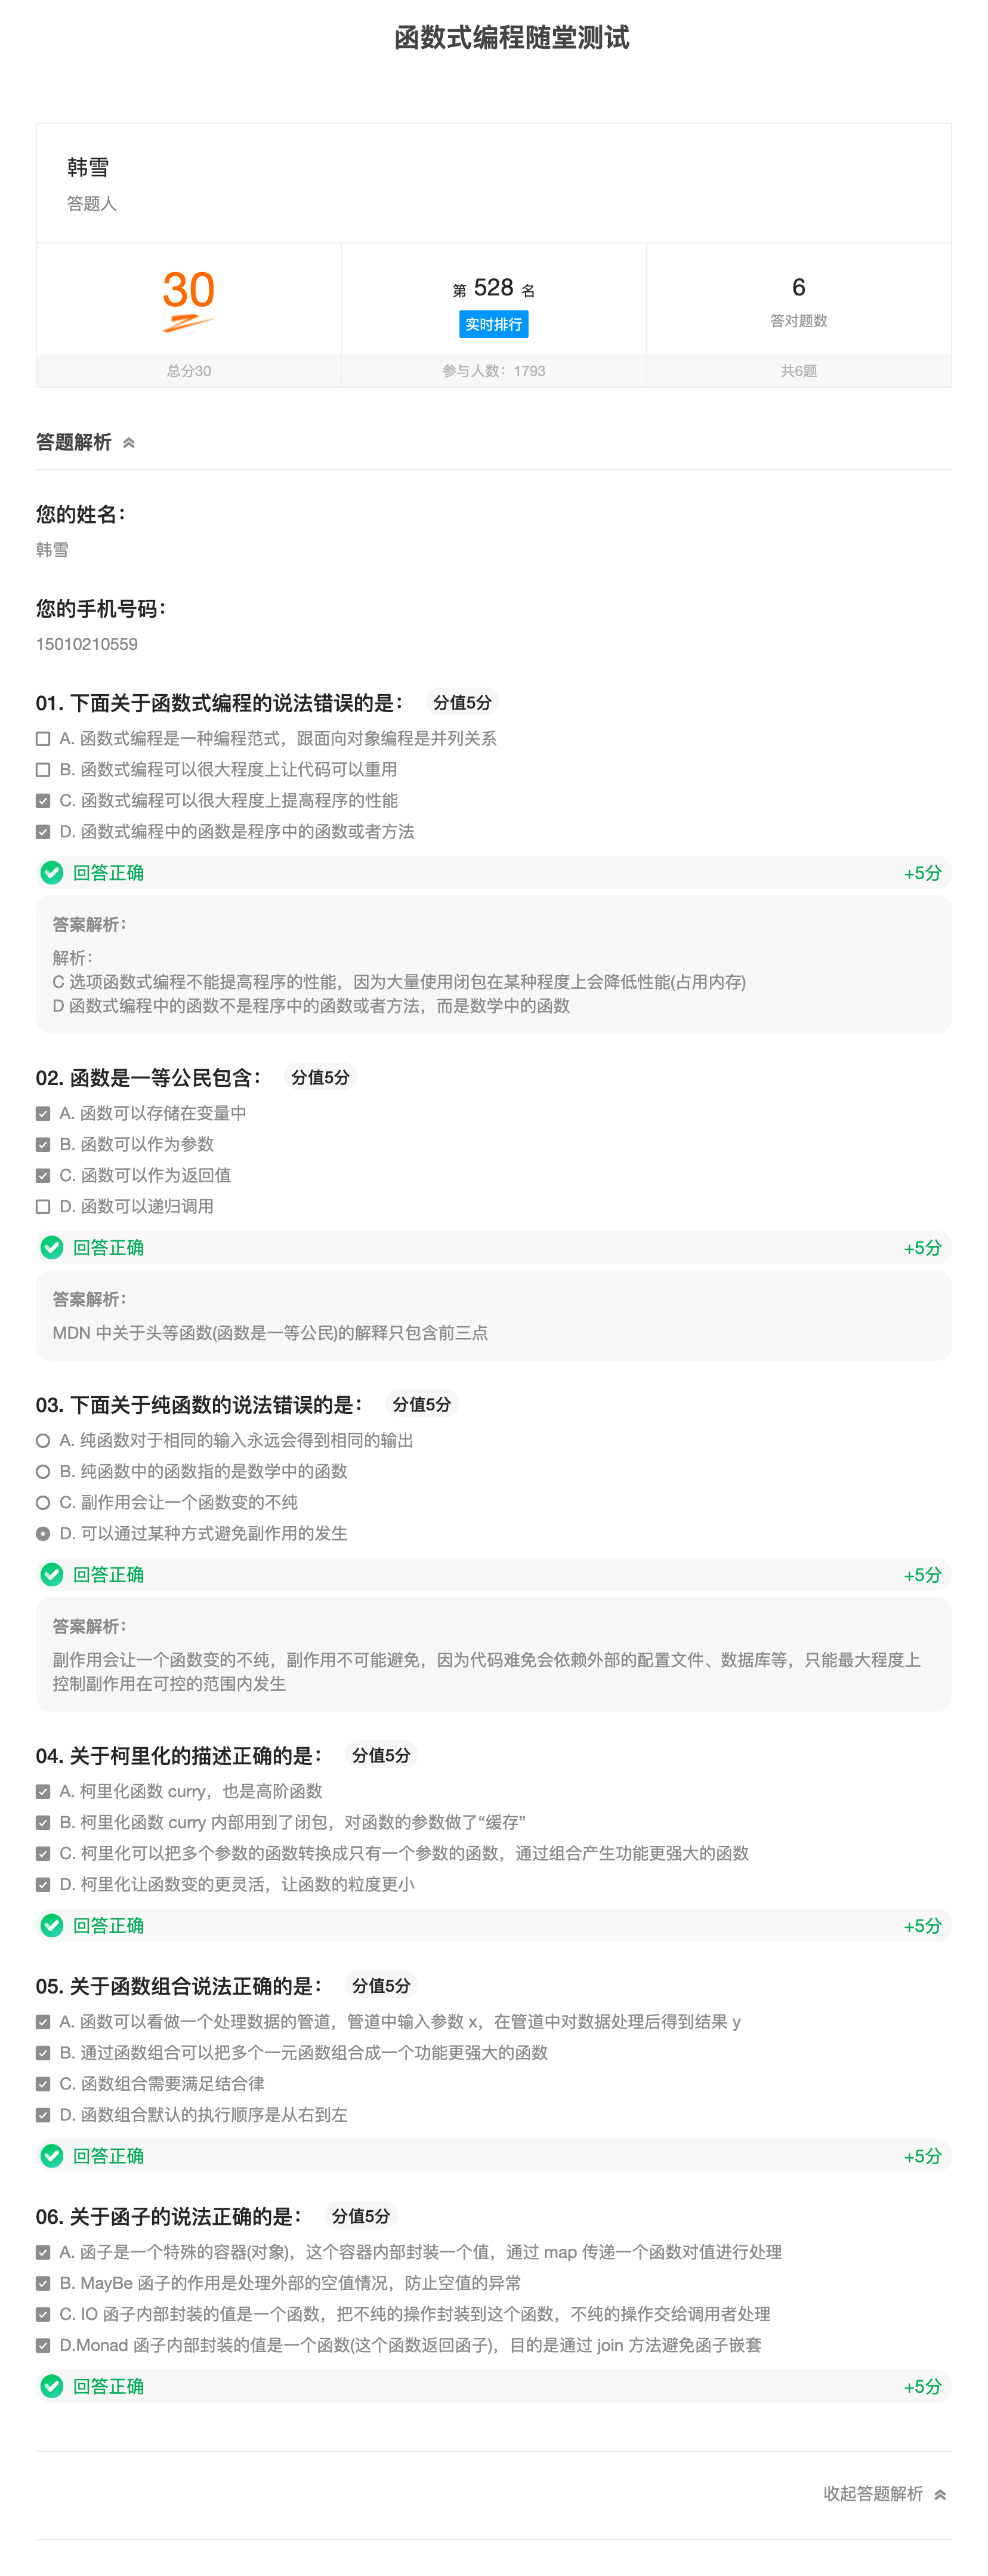 函数式编程随堂测试
韩雪
答题人
30
第 528 名
6
实时排行
答对题数
总分30
参与人数：1793
共6题
答题解析
您的姓名：
韩雪
您的手机号码：
15010210559
01. 下面关于函数式编程的说法错误的是： 分值5分
A. 函数式编程是一种编程范式，跟面向对象编程是并列关系
B. 函数式编程可以很大程度上让代码可以重用
C. 函数式编程可以很大程度上提高程序的性能
D. 函数式编程中的函数是程序中的函数或者方法
回答正确 +5分
答案解析：
解析：
C 选项函数式编程不能提高程序的性能，因为大量使用闭包在某种程度上会降低性能(占用内存)
D 函数式编程中的函数不是程序中的函数或者方法，而是数学中的函数
02. 函数是一等公民包含： 分值5分
A. 函数可以存储在变量中
B. 函数可以作为参数
C. 函数可以作为返回值
D. 函数可以递归调用
回答正确 +5分
答案解析：
MDN 中关于头等函数(函数是一等公民)的解释只包含前三点
03. 下面关于纯函数的说法错误的是： 分值5分
A. 纯函数对于相同的输入永远会得到相同的输出
B. 纯函数中的函数指的是数学中的函数
C. 副作用会让一个函数变的不纯
D. 可以通过某种方式避免副作用的发生
回答正确 +5分
答案解析：
副作用会让一个函数变的不纯，副作用不可能避免，因为代码难免会依赖外部的配置文件、数据库等，只能最大程度上
控制副作用在可控的范围内发生
04. 关于柯里化的描述正确的是： 分值5分
A. 柯里化函数 curry，也是高阶函数
B. 柯里化函数 curry 内部用到了闭包，对函数的参数做了“缓存”
C. 柯里化可以把多个参数的函数转换成只有一个参数的函数，通过组合产生功能更强大的函数
D. 柯里化让函数变的更灵活，让函数的粒度更小
回答正确 +5分
05. 关于函数组合说法正确的是： 分值5分
A. 函数可以看做一个处理数据的管道，管道中输入参数 x，在管道中对数据处理后得到结果 y
B. 通过函数组合可以把多个一元函数组合成一个功能更强大的函数
C. 函数组合需要满足结合律
D. 函数组合默认的执行顺序是从右到左
回答正确 +5分
06. 关于函子的说法正确的是： 分值5分
A. 函子是一个特殊的容器(对象)，这个容器内部封装一个值，通过 map 传递一个函数对值进行处理
B. MayBe 函子的作用是处理外部的空值情况，防止空值的异常
C. IO 函子内部封装的值是一个函数，把不纯的操作封装到这个函数，不纯的操作交给调用者处理
D.Monad 函子内部封装的值是一个函数(这个函数返回函子)，目的是通过 join 方法避免函子嵌套
回答正确 +5分
收起答题解析